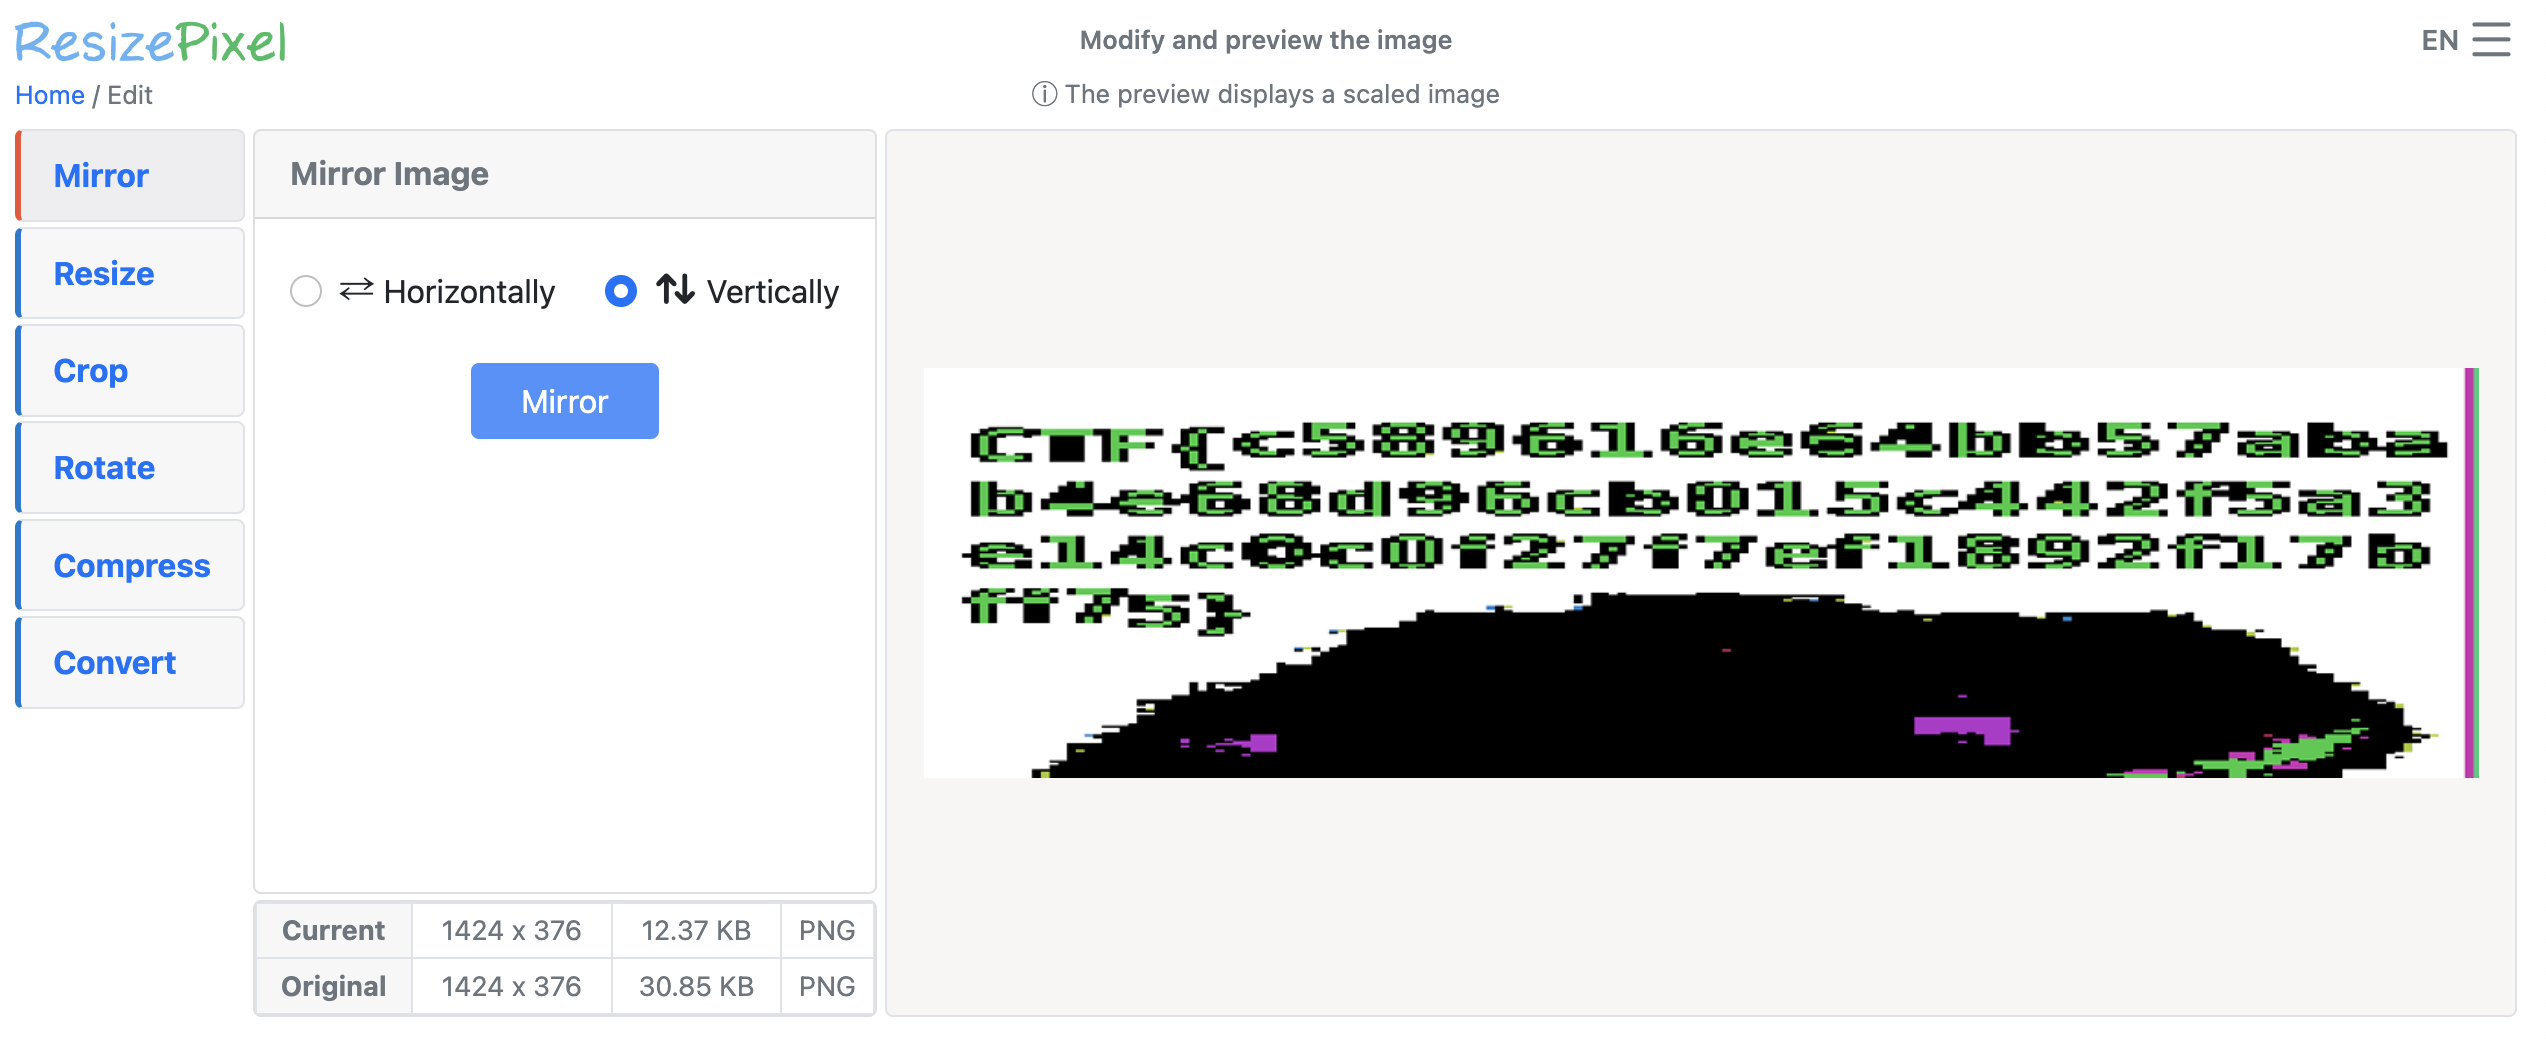 ResizePixel
Modify and preview the image
EN
Home / Edit
The preview displays a scaled image
Mirror
Resize
Crop
Rotate
Compress
Convert
Mirror Image
Horizontally
Vertically
Mirror
Current 1424 x 376 12.37 KB PNG
Original 1424 x 376 30.85 KB PNG
CTF{c589616e64bb57aba
b4e68d96cb015c442f5a3
e14c0c0f27f7ef1892f17b
ff75}